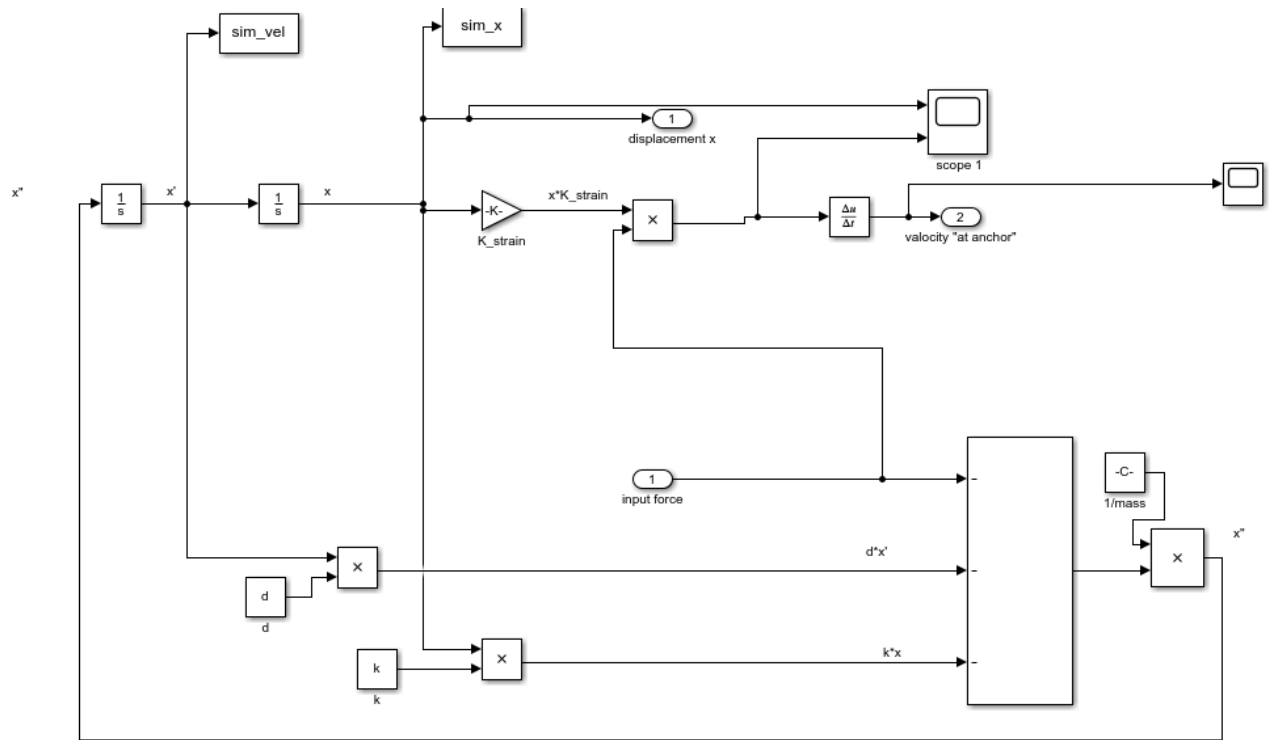 sim_vel
sim_x
1
displacement x
scope 1
x"
1
s
x'
1
s
x
-K-
K_strain
x*K_strain
×
Δu
Δt
2
valocity "at anchor"
1
input force
-
-C-
1/mass
×
x"
×
d*x'
-
d
d
×
k*x
-
k
k